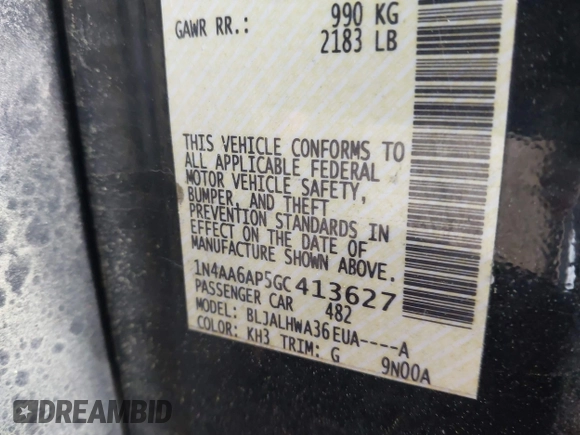 GAWR RR.: 990 KG
2183 LB
THIS VEHICLE CONFORMS TO
ALL APPLICABLE FEDERAL
MOTOR VEHICLE SAFETY,
BUMPER, AND THEFT
PREVENTION STANDARDS IN
EFFECT ON THE DATE OF
MANUFACTURE SHOWN ABOVE.
1N4AA6AP5GC413627
PASSENGER CAR 482
MODEL: BLJALHWA36EUA----A
COLOR: KH3 TRIM: G 9N00A
DREAMBID